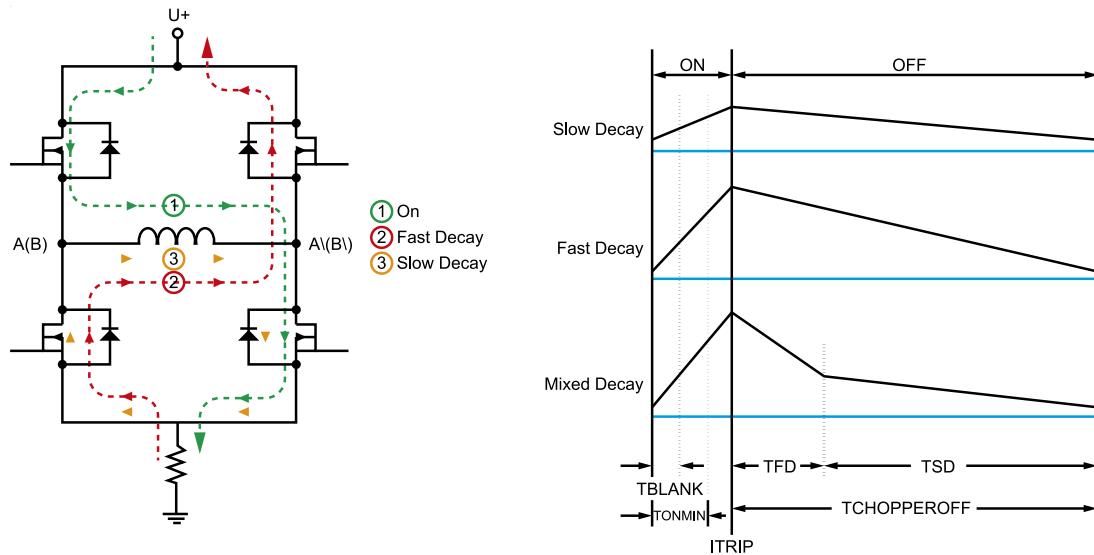 U+
1
A(B)
A\(B\)
3
2
1 On
2 Fast Decay
3 Slow Decay
ON
OFF
Slow Decay
Fast Decay
Mixed Decay
TFD
TSD
TBLANK
TONMIN
TCHOPPEROFF
ITRIP